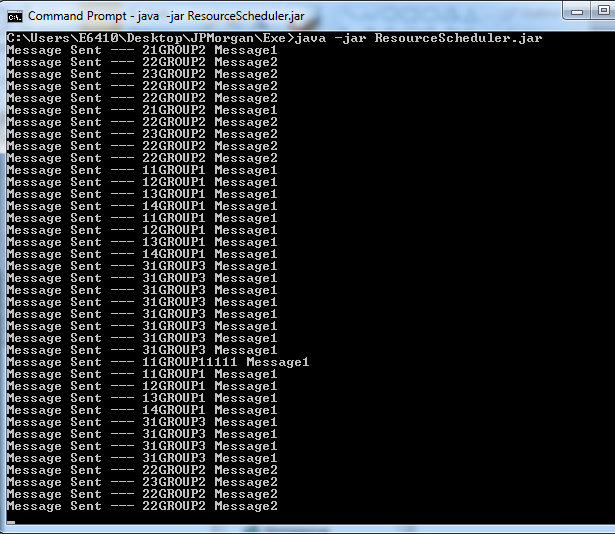 Command Prompt - java -jar ResourceScheduler.jar
C:\Users\E6410\Desktop\JPMorgan\Exe>java -jar ResourceScheduler.jar
Message Sent --- 21GROUP2 Message1
Message Sent --- 22GROUP2 Message2
Message Sent --- 23GROUP2 Message2
Message Sent --- 22GROUP2 Message2
Message Sent --- 22GROUP2 Message2
Message Sent --- 21GROUP2 Message1
Message Sent --- 22GROUP2 Message2
Message Sent --- 23GROUP2 Message2
Message Sent --- 22GROUP2 Message2
Message Sent --- 22GROUP2 Message2
Message Sent --- 11GROUP1 Message1
Message Sent --- 12GROUP1 Message1
Message Sent --- 13GROUP1 Message1
Message Sent --- 14GROUP1 Message1
Message Sent --- 11GROUP1 Message1
Message Sent --- 12GROUP1 Message1
Message Sent --- 13GROUP1 Message1
Message Sent --- 14GROUP1 Message1
Message Sent --- 31GROUP3 Message1
Message Sent --- 31GROUP3 Message1
Message Sent --- 31GROUP3 Message1
Message Sent --- 31GROUP3 Message1
Message Sent --- 31GROUP3 Message1
Message Sent --- 31GROUP3 Message1
Message Sent --- 31GROUP3 Message1
Message Sent --- 31GROUP3 Message1
Message Sent --- 11GROUP11111 Message1
Message Sent --- 11GROUP1 Message1
Message Sent --- 12GROUP1 Message1
Message Sent --- 13GROUP1 Message1
Message Sent --- 14GROUP1 Message1
Message Sent --- 31GROUP3 Message1
Message Sent --- 31GROUP3 Message1
Message Sent --- 31GROUP3 Message1
Message Sent --- 31GROUP3 Message1
Message Sent --- 22GROUP2 Message2
Message Sent --- 23GROUP2 Message2
Message Sent --- 22GROUP2 Message2
Message Sent --- 22GROUP2 Message2